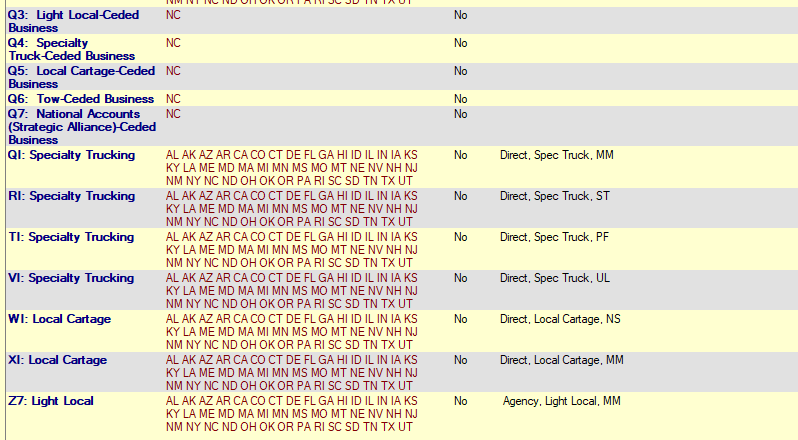 NM NY NC ND OH OK OR PA RI SC SD TN TX UT
Q3: Light Local-Ceded Business NC No
Q4: Specialty Truck-Ceded Business NC No
Q5: Local Cartage-Ceded Business NC No
Q6: Tow-Ceded Business NC No
Q7: National Accounts (Strategic Alliance)-Ceded Business NC No
QI: Specialty Trucking AL AK AZ AR CA CO CT DE FL GA HI ID IL IN IA KS No Direct, Spec Truck, MM
KY LA ME MD MA MI MN MS MO MT NE NV NH NJ
NM NY NC ND OH OK OR PA RI SC SD TN TX UT
RI: Specialty Trucking AL AK AZ AR CA CO CT DE FL GA HI ID IL IN IA KS No Direct, Spec Truck, ST
KY LA ME MD MA MI MN MS MO MT NE NV NH NJ
NM NY NC ND OH OK OR PA RI SC SD TN TX UT
TI: Specialty Trucking AL AK AZ AR CA CO CT DE FL GA HI ID IL IN IA KS No Direct, Spec Truck, PF
KY LA ME MD MA MI MN MS MO MT NE NV NH NJ
NM NY NC ND OH OK OR PA RI SC SD TN TX UT
VI: Specialty Trucking AL AK AZ AR CA CO CT DE FL GA HI ID IL IN IA KS No Direct, Spec Truck, UL
KY LA ME MD MA MI MN MS MO MT NE NV NH NJ
NM NY NC ND OH OK OR PA RI SC SD TN TX UT
WI: Local Cartage AL AK AZ AR CA CO CT DE FL GA HI ID IL IN IA KS No Direct, Local Cartage, NS
KY LA ME MD MA MI MN MS MO MT NE NV NH NJ
NM NY NC ND OH OK OR PA RI SC SD TN TX UT
XI: Local Cartage AL AK AZ AR CA CO CT DE FL GA HI ID IL IN IA KS No Direct, Local Cartage, MM
KY LA ME MD MA MI MN MS MO MT NE NV NH NJ
NM NY NC ND OH OK OR PA RI SC SD TN TX UT
Z7: Light Local AL AK AZ AR CA CO CT DE FL GA HI ID IL IN IA KS No Agency, Light Local, MM
KY LA ME MD MA MI MN MS MO MT NE NV NH NJ
NM NY NC ND OH OK OR PA RI SC SD TN TX UT